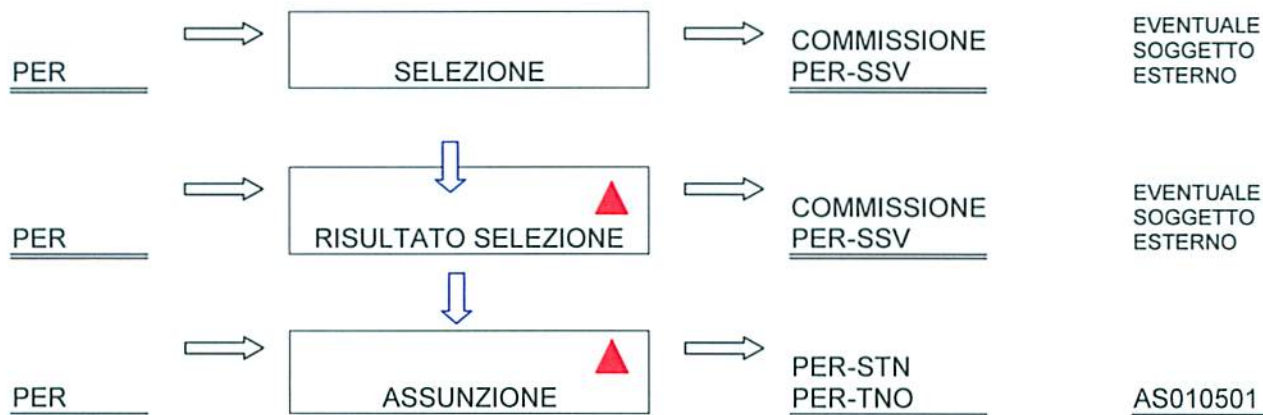 PER
SELEZIONE
COMMISSIONE
PER-SSV
EVENTUALE
SOGGETTO
ESTERNO
PER
RISULTATO SELEZIONE
COMMISSIONE
PER-SSV
EVENTUALE
SOGGETTO
ESTERNO
PER
ASSUNZIONE
PER-STN
PER-TNO
AS010501